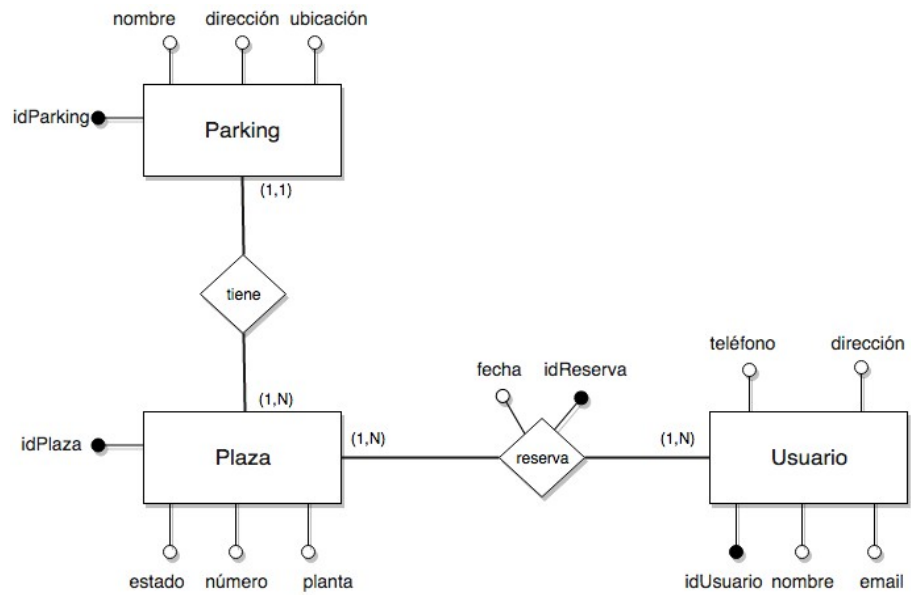 nombre dirección ubicación
idParking
Parking
(1,1)
tiene
(1,N)
idPlaza
Plaza
(1,N)
estado número planta
fecha idReserva
reserva
(1,N)
teléfono dirección
Usuario
idUsuario nombre email